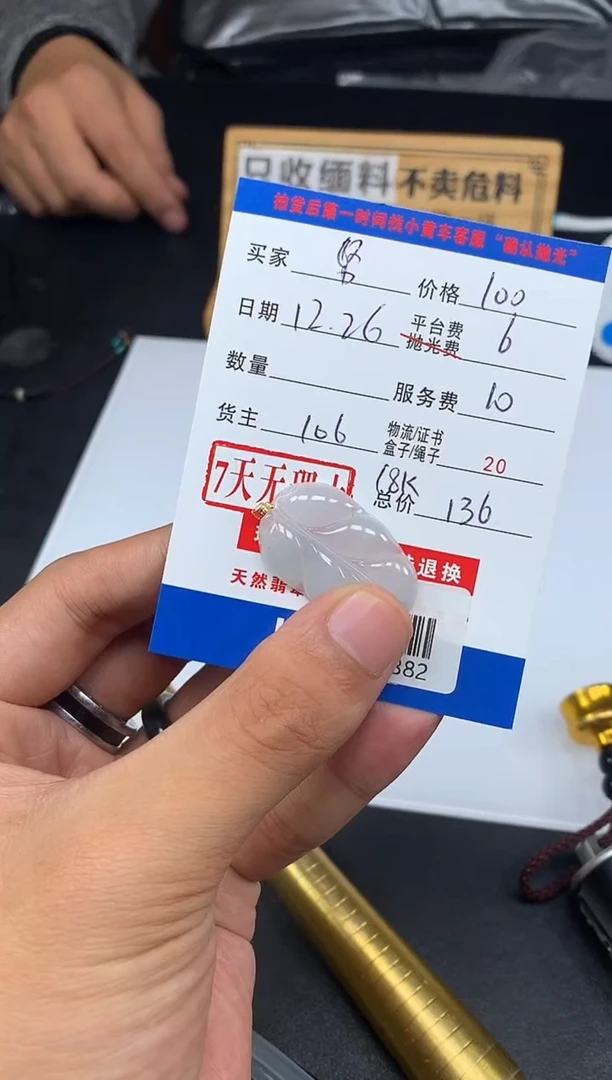 只收缅料不卖危料
拍货后第一时间找小黄车客服“确认抛光”
买家 坚 价格 100
日期 12.26 平台费 抛光费 6
数量 服务费 10
货主 106 物流/证书 盒子/绳子 20
7天无理
18K
总价 136
退换
天然翡
382